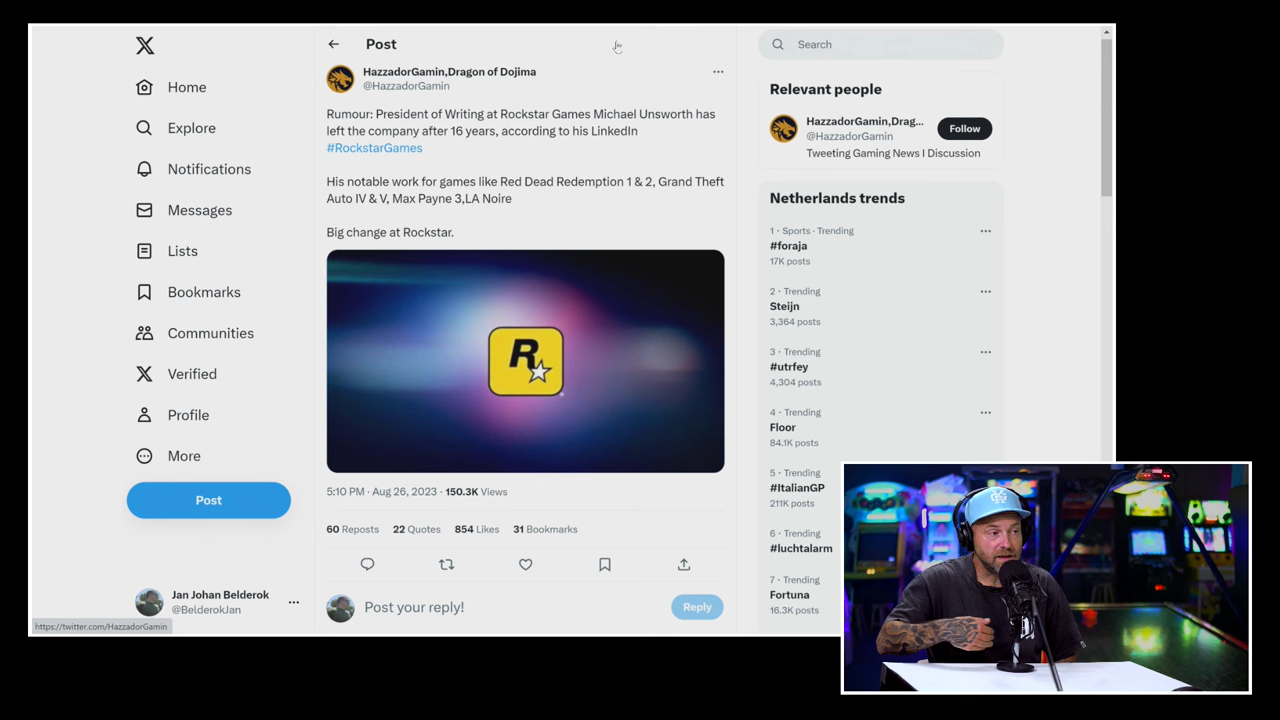 Home
Explore
Notifications
Messages
Lists
Bookmarks
Communities
Verified
Profile
More
Post
Jan Johan Belderok
@BelderokJan
https://twitter.com/HazzadorGamin
Post
HazzadorGamin,Dragon of Dojima
@HazzadorGamin
Rumour: President of Writing at Rockstar Games Michael Unsworth has
left the company after 16 years, according to his LinkedIn
#RockstarGames
His notable work for games like Red Dead Redemption 1 & 2, Grand Theft
Auto IV & V, Max Payne 3,LA Noire
Big change at Rockstar.
R
5:10 PM · Aug 26, 2023 · 150.3K Views
60 Reposts 22 Quotes 854 Likes 31 Bookmarks
Post your reply!
Reply
Search
Relevant people
HazzadorGamin,Drag...
@HazzadorGamin
Follow
Tweeting Gaming News I Discussion
Netherlands trends
1 · Sports · Trending
#foraja
17K posts
2 · Trending
Steijn
3,364 posts
3 · Trending
#utrfey
4,304 posts
4 · Trending
Floor
84.1K posts
5 · Trending
#ItalianGP
211K posts
6 · Trending
#luchtalarm
7 · Trending
Fortuna
16.3K posts